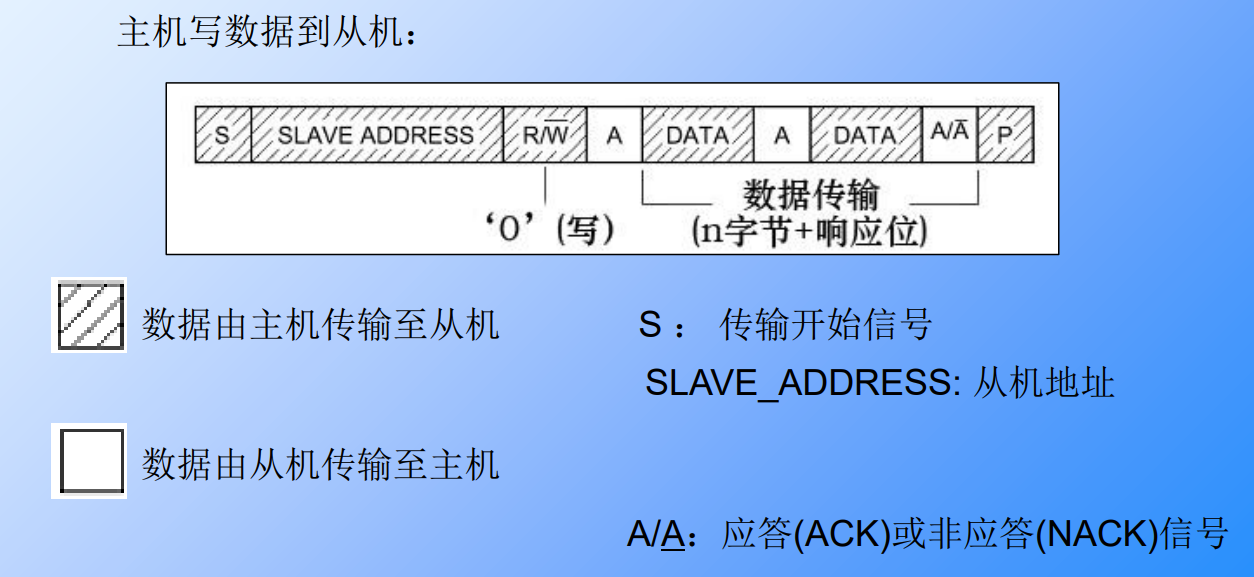 主机写数据到从机：
S SLAVE ADDRESS R/W̅ A DATA A DATA A/A̅ P
‘0’ (写)
数据传输
(n字节+响应位)
数据由主机传输至从机
S： 传输开始信号
SLAVE_ADDRESS: 从机地址
数据由从机传输至主机
A/A̲： 应答(ACK)或非应答(NACK)信号